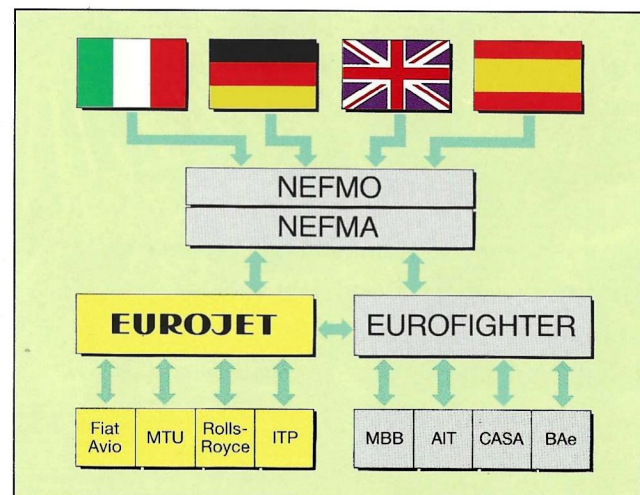 NEFMO
NEFMA
EUROJET
EUROFIGHTER
Fiat
Avio
MTU
Rolls-
Royce
ITP
MBB
AIT
CASA
BAe